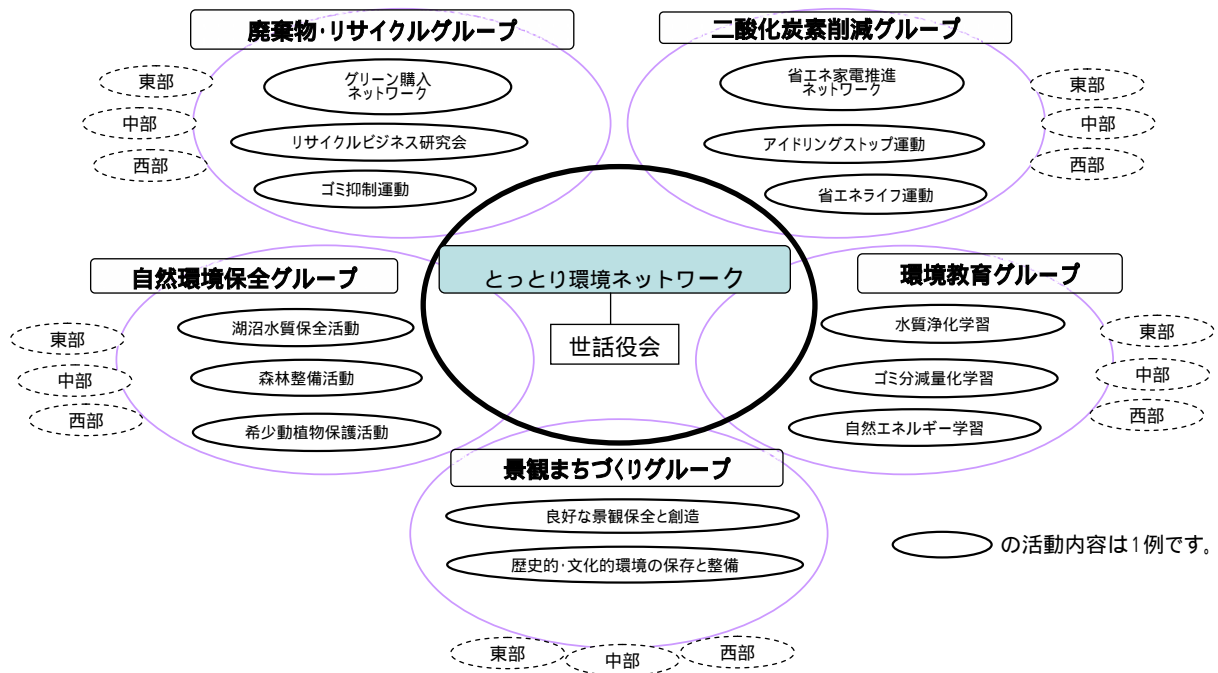 廃棄物・リサイクルグループ
東部
中部
西部
グリーン購入
ネットワーク
リサイクルビジネス研究会
ゴミ抑制運動
二酸化炭素削減グループ
省エネ家電推進
ネットワーク
アイドリングストップ運動
省エネライフ運動
東部
中部
西部
とっとり環境ネットワーク
世話役会
自然環境保全グループ
東部
中部
西部
湖沼水質保全活動
森林整備活動
希少動植物保護活動
環境教育グループ
水質浄化学習
ゴミ分減量化学習
自然エネルギー学習
東部
中部
西部
景観まちづくりグループ
良好な景観保全と創造
歴史的・文化的環境の保存と整備
東部
中部
西部
の活動内容は1例です。